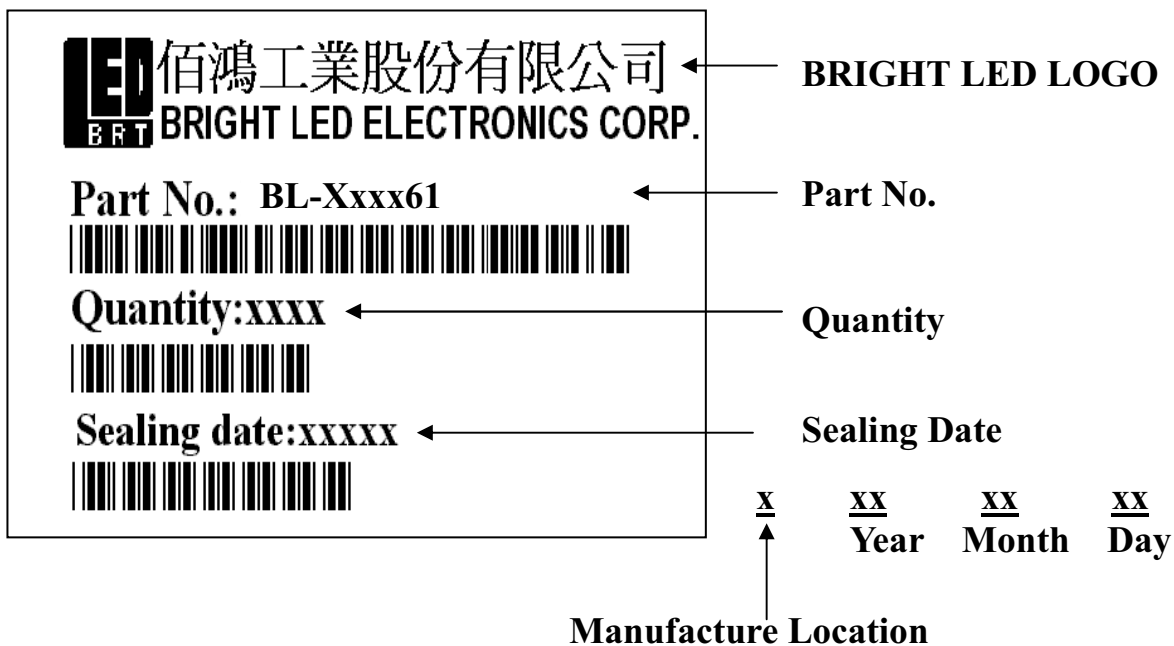 LED 佰鴻工業股份有限公司 BRIGHT LED LOGO
BRT BRIGHT LED ELECTRONICS CORP.
Part No.: BL-Xxxx61 Part No.
Quantity:xxxx Quantity
Sealing date:xxxxx Sealing Date
x xx xx xx
Year Month Day
Manufacture Location